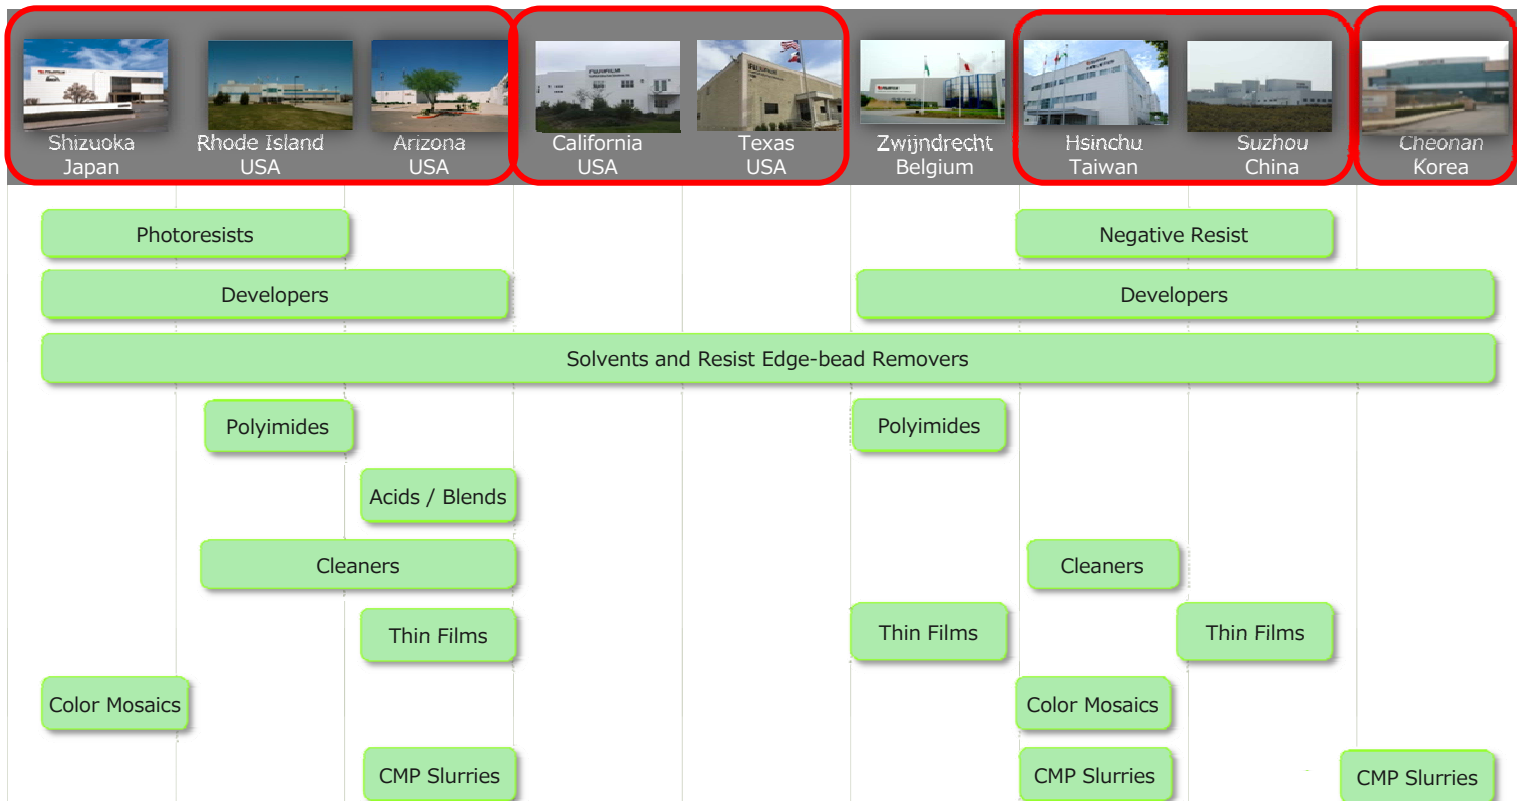 FUJIFILM
Shizuoka
Japan
Rhode Island
USA
Arizona
USA
California
USA
Texas
USA
Zwijndrecht
Belgium
Hsinchu
Taiwan
Suzhou
China
Cheonan
Korea
Photoresists
Negative Resist
Developers
Developers
Solvents and Resist Edge-bead Removers
Polyimides
Polyimides
Acids / Blends
Cleaners
Cleaners
Thin Films
Thin Films
Thin Films
Color Mosaics
Color Mosaics
CMP Slurries
CMP Slurries
CMP Slurries